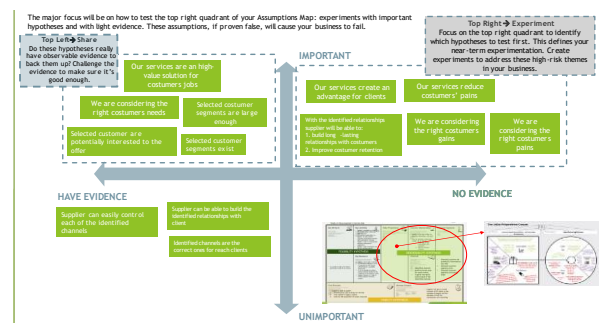 The major focus will be on how to test the top right quadrant of your Assumptions Map: experiments with important
hypotheses and with light evidence. These assumptions, if proven false, will cause your business to fail.
Top Left→ Share
Do these hypotheses really
have observable evidence to
back them up? Challenge the
evidence to make sure it's
good enough.
Top Right→ Experiment
Focus on the top right quadrant to identify
which hypotheses to test first. This defines your
near-term experimentation. Create
experiments to address these high-risk themes
in your business.
IMPORTANT
Our services are an high-
value solution for
costumers jobs
We are considering the
right costumers needs
Selected costumer
segments are large
enough
Selected customer are
potentially interested to the
offer
Selected customer
segments exist
Our services create an
advantage for clients
Our services reduce
costumers' pains
With the identified relationships
supplier will be able to:
1. build long -lasting
relationships with costumers
2. Improve costumer retention
We are considering
the right costumers
gains
We are
considering the
right costumers
pains
HAVE EVIDENCE
NO EVIDENCE
Supplier can easily control
each of the identified
channels
Supplier can be able to build the
identified relationships with
client
Identified channels are the
correct ones for reach clients
UNIMPORTANT